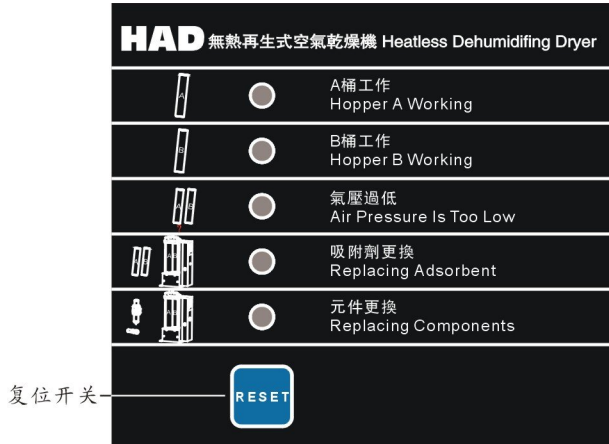 HAD 無熱再生式空氣乾燥機 Heatless Dehumidifing Dryer
A
A桶工作
Hopper A Working
B
B桶工作
Hopper B Working
A B
氣壓過低
Air Pressure Is Too Low
A B A B
吸附劑更換
Replacing Adsorbent
A B
元件更換
Replacing Components
复位开关
RESET